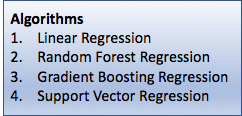 Algorithms
1. Linear Regression
2. Random Forest Regression
3. Gradient Boosting Regression
4. Support Vector Regression